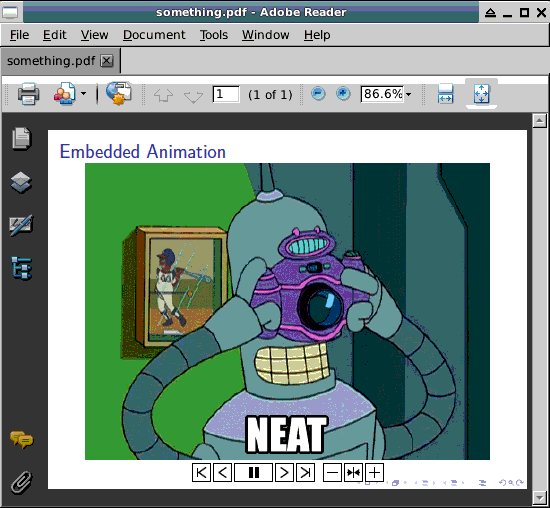 something.pdf - Adobe Reader
File Edit View Document Tools Window Help
something.pdf
1 (1 of 1) 86.6%
Embedded Animation
44
NEAT